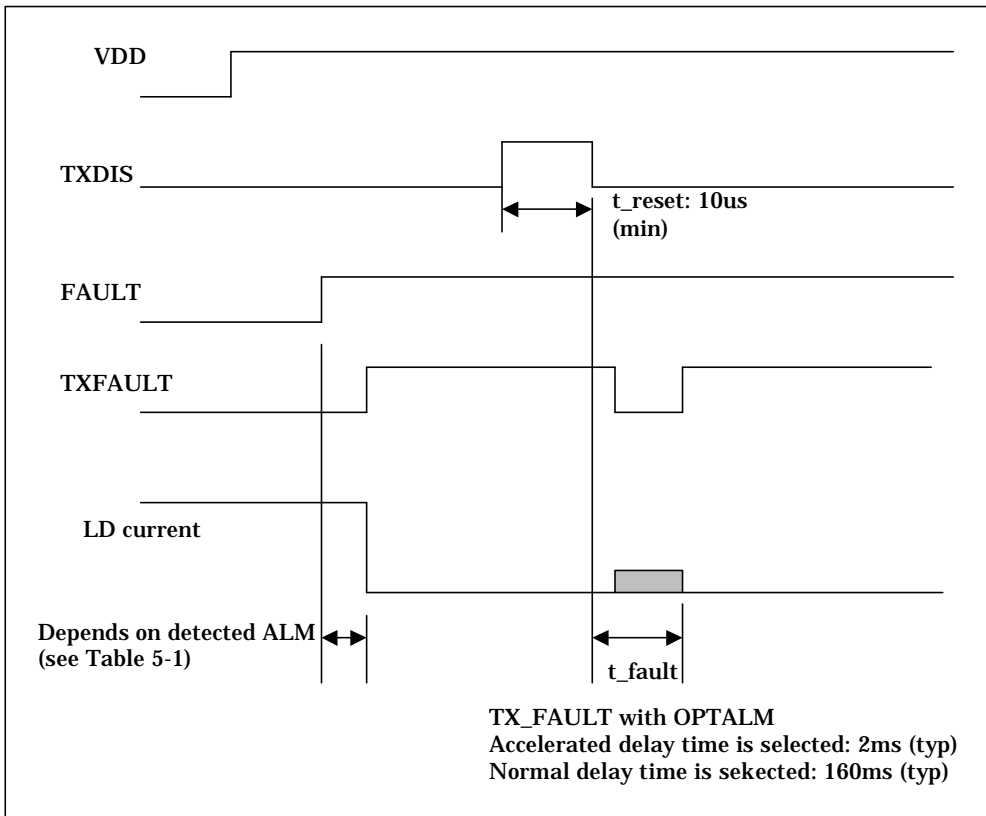 VDD
TXDIS
t_reset: 10us
(min)
FAULT
TXFAULT
LD current
Depends on detected ALM
(see Table 5-1)
t_fault
TX_FAULT with OPTALM
Accelerated delay time is selected: 2ms (typ)
Normal delay time is sekected: 160ms (typ)